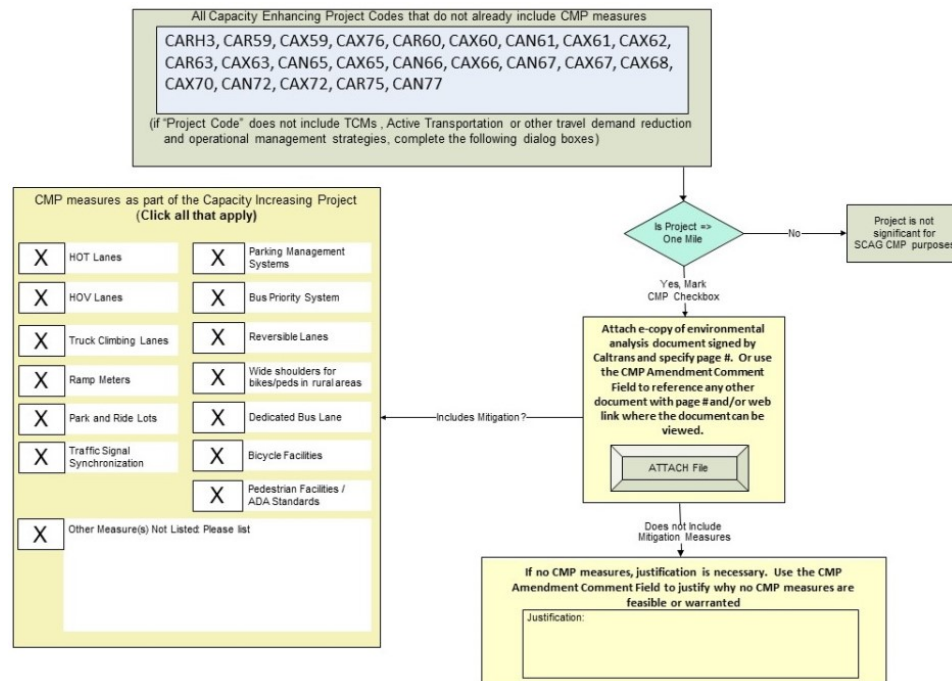 All Capacity Enhancing Project Codes that do not already include CMP measures
CARH3, CAR59, CAX59, CAX76, CAR60, CAX60, CAN61, CAX61, CAX62,
CAR63, CAX63, CAN65, CAX65, CAN66, CAX66, CAN67, CAX67, CAX68,
CAX70, CAN72, CAX72, CAR75, CAN77
(if "Project Code" does not include TCMs , Active Transportation or other travel demand reduction
and operational management strategies, complete the following dialog boxes)
Is Project =>
One Mile
No
Project is not
significant for
SCAG CMP purposes
Yes, Mark
CMP Checkbox
Attach e-copy of environmental
analysis document signed by
Caltrans and specify page #. Or use
the CMP Amendment Comment
Field to reference any other
document with page # and/or web
link where the document can be
viewed.
ATTACH File
Includes Mitigation?
CMP measures as part of the Capacity Increasing Project
(Click all that apply)
X HOT Lanes
X HOV Lanes
X Truck Climbing Lanes
X Ramp Meters
X Park and Ride Lots
X Traffic Signal
Synchronization
X Parking Management
Systems
X Bus Priority System
X Reversible Lanes
X Wide shoulders for
bikes/peds in rural areas
X Dedicated Bus Lane
X Bicycle Facilities
X Pedestrian Facilities /
ADA Standards
X Other Measure(s) Not Listed: Please list
Does not Include
Mitigation Measures
If no CMP measures, justification is necessary. Use the CMP
Amendment Comment Field to justify why no CMP measures are
feasible or warranted
Justification: